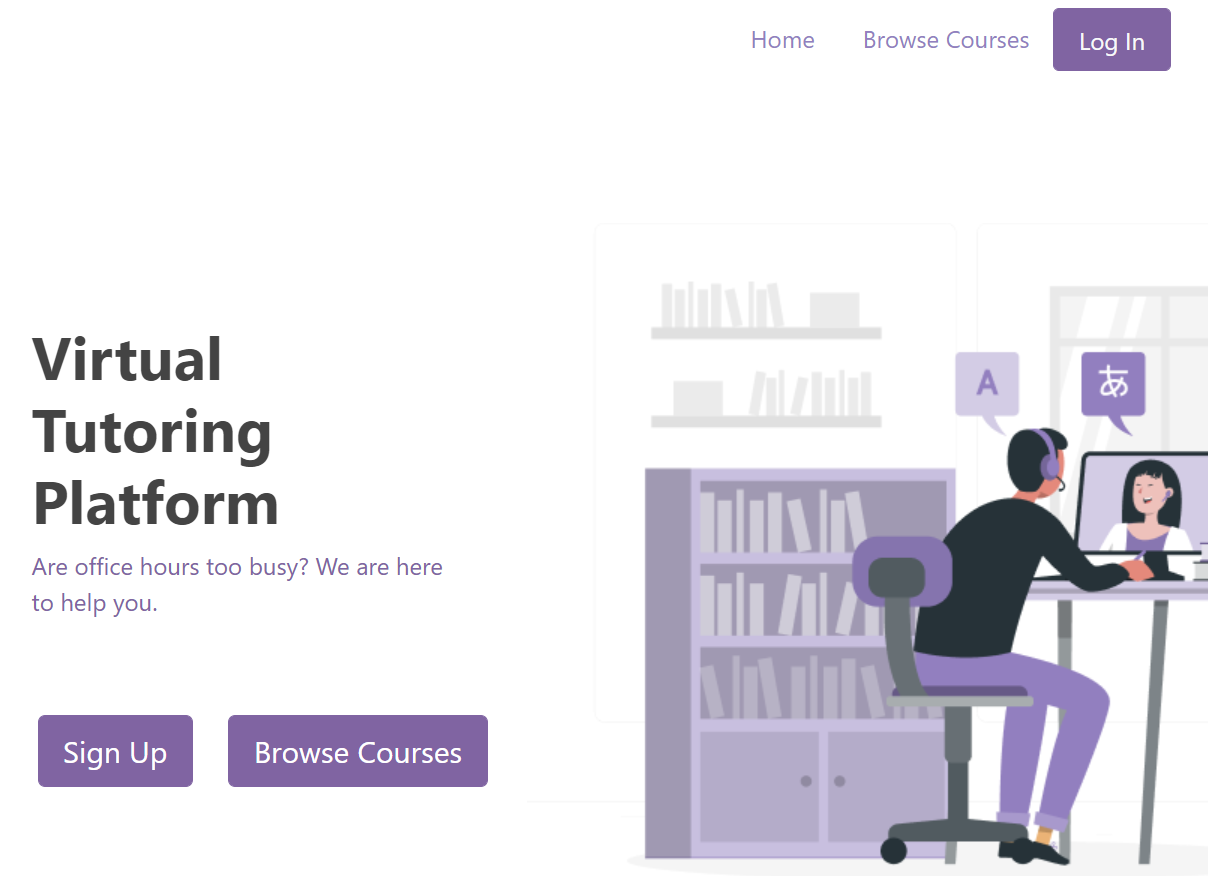 Home Browse Courses Log In
Virtual
Tutoring
Platform
Are office hours too busy? We are here
to help you.
A あ
Sign Up Browse Courses